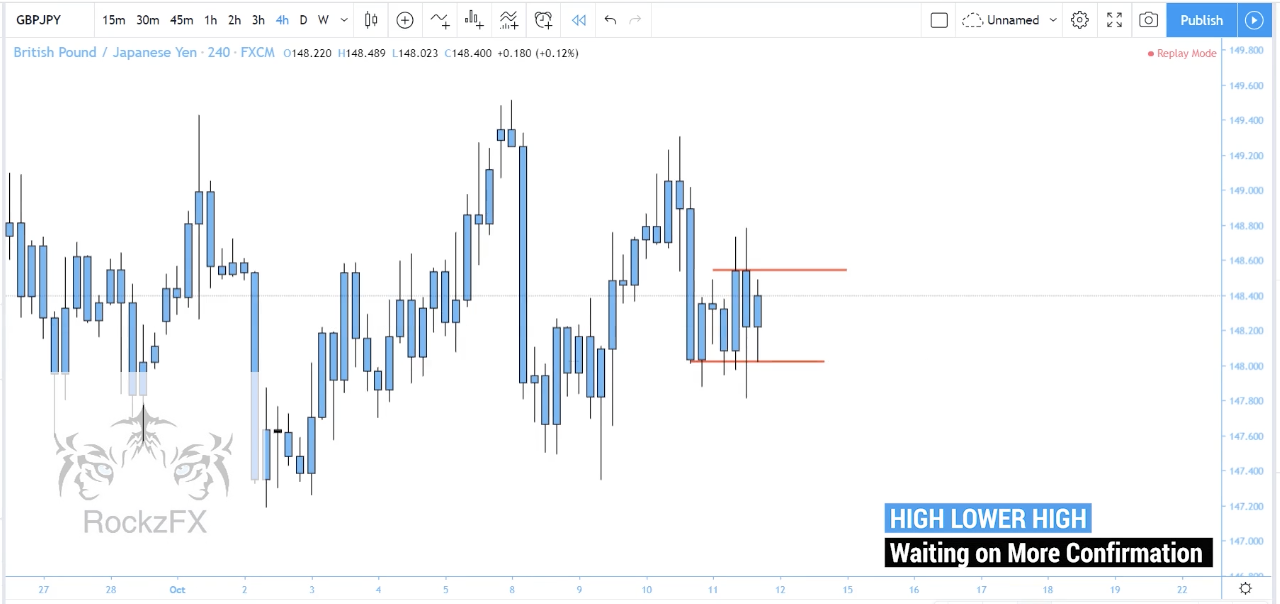 GBPJPY 15m 30m 45m 1h 2h 3h 4h D W Unnamed Publish
British Pound / Japanese Yen · 240 · FXCM O148.220 H148.489 L148.023 C148.400 +0.180 (+0.12%)
Replay Mode
149.800
149.600
149.400
149.200
149.000
148.800
148.600
148.400
148.200
148.000
147.800
147.600
147.400
147.200
147.000
RockzFX
HIGH LOWER HIGH
Waiting on More Confirmation
27 28 Oct 2 3 4 7 8 9 10 11 12 15 16 17 18 19 22